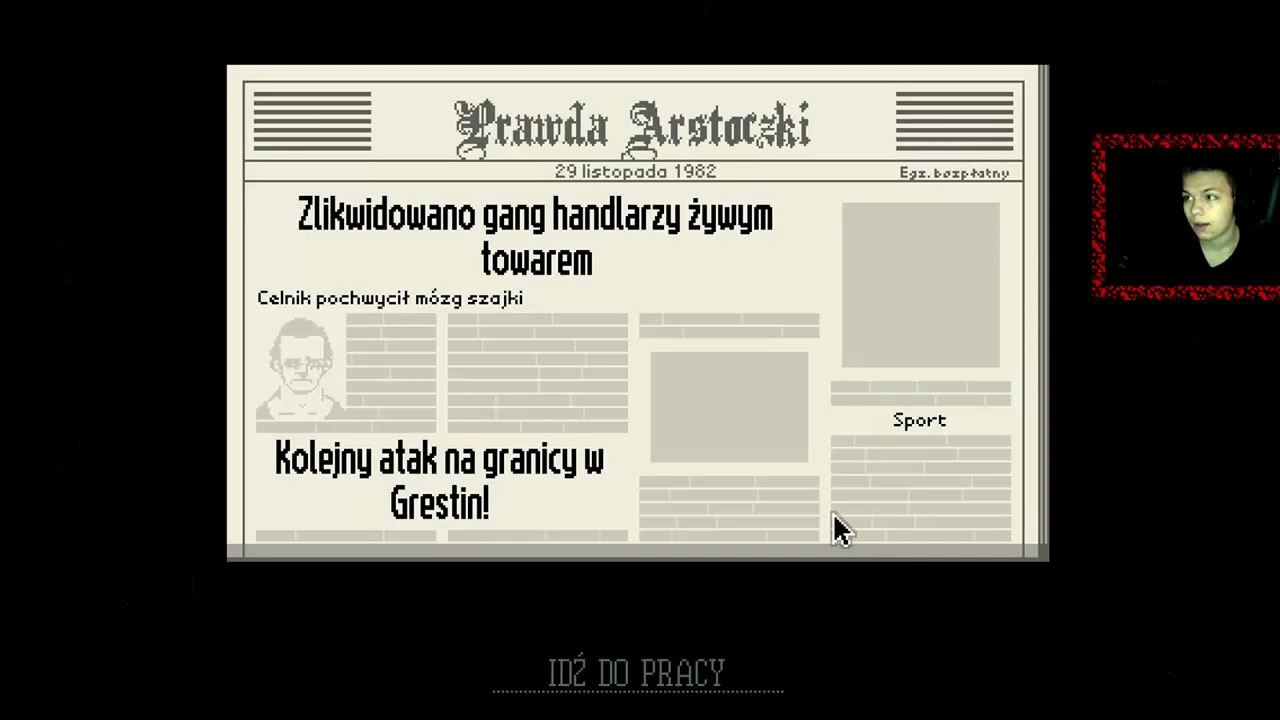 Prawda Arstoczki
29 listopada 1982
Egz. bezpłatny
Zlikwidowano gang handlarzy żywym
towarem
Celnik pochwycił mózg szajki
Kolejny atak na granicy w
Grestin!
Sport
IDŹ DO PRACY